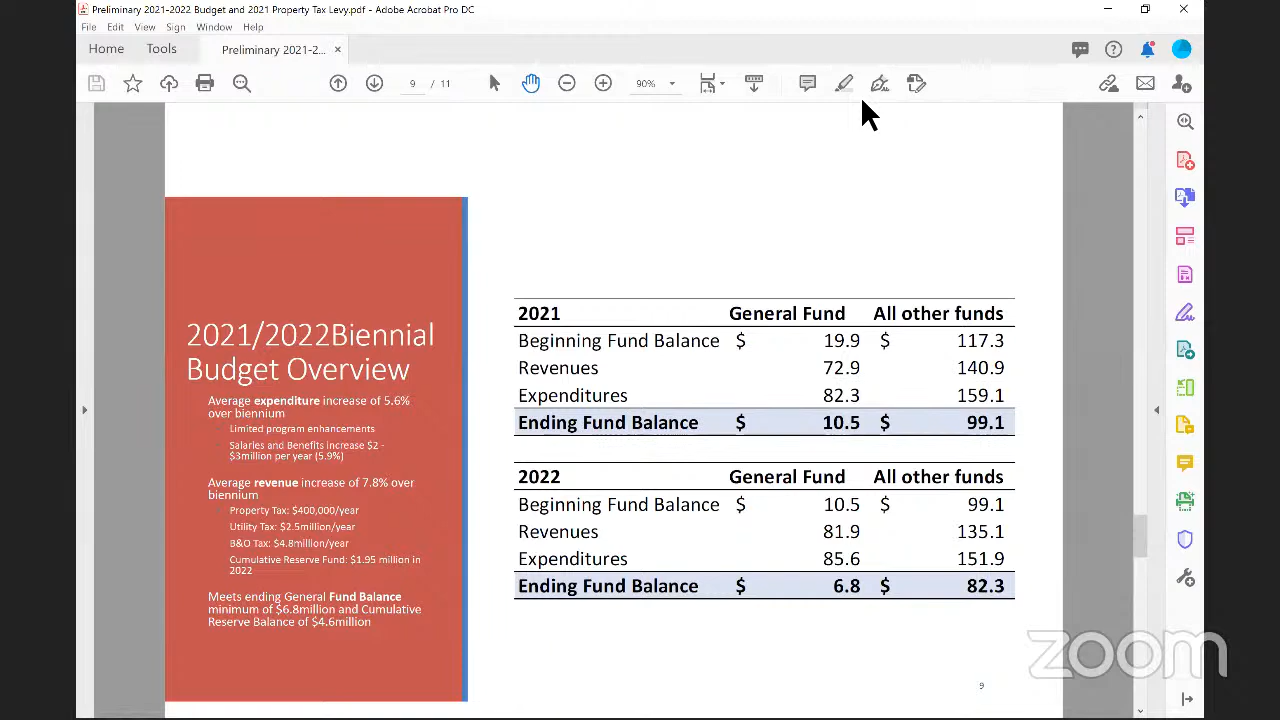 Preliminary 2021-2022 Budget and 2021 Property Tax Levy.pdf - Adobe Acrobat Pro DC
File Edit View Window Help
Home Tools Preliminary 2021-2... ×
9 / 11 90%
2021/2022Biennial
Budget Overview
Average expenditure increase of 5.6%
over biennium
Limited program enhancements
Salaries and Benefits increase $2 -
$3million per year (5.9%)
Average revenue increase of 7.8% over
biennium
Property Tax: $400,000/year
Utility Tax: $2.5million/year
B&O Tax: $4.8million/year
Cumulative Reserve Fund: $1.95 million in
2022
Meets ending General Fund Balance
minimum of $6.8million and Cumulative
Reserve Balance of $4.6million
2021 General Fund All other funds
Beginning Fund Balance $ 19.9 $ 117.3
Revenues 72.9 140.9
Expenditures 82.3 159.1
Ending Fund Balance $ 10.5 $ 99.1
2022 General Fund All other funds
Beginning Fund Balance $ 10.5 $ 99.1
Revenues 81.9 135.1
Expenditures 85.6 151.9
Ending Fund Balance $ 6.8 $ 82.3
9
zoom